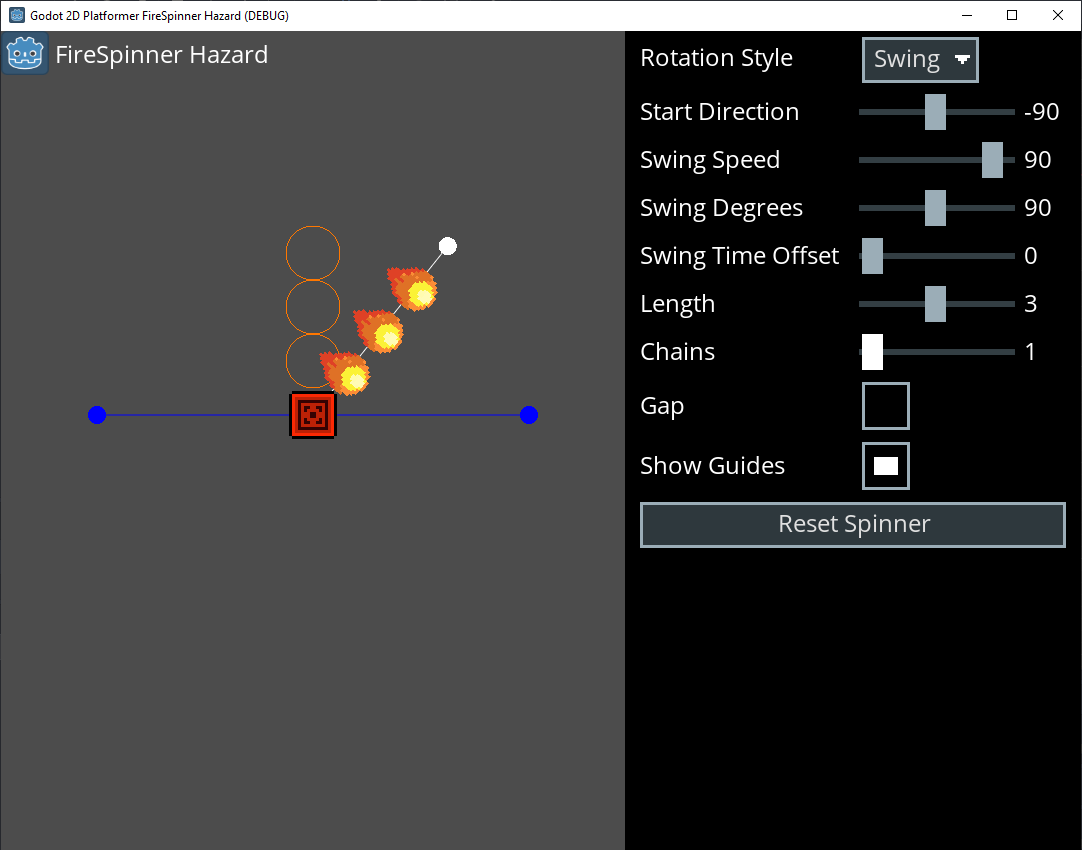 Godot 2D Platformer FireSpinner Hazard (DEBUG)
FireSpinner Hazard
Rotation Style Swing
Start Direction -90
Swing Speed 90
Swing Degrees 90
Swing Time Offset 0
Length 3
Chains 1
Gap
Show Guides
Reset Spinner